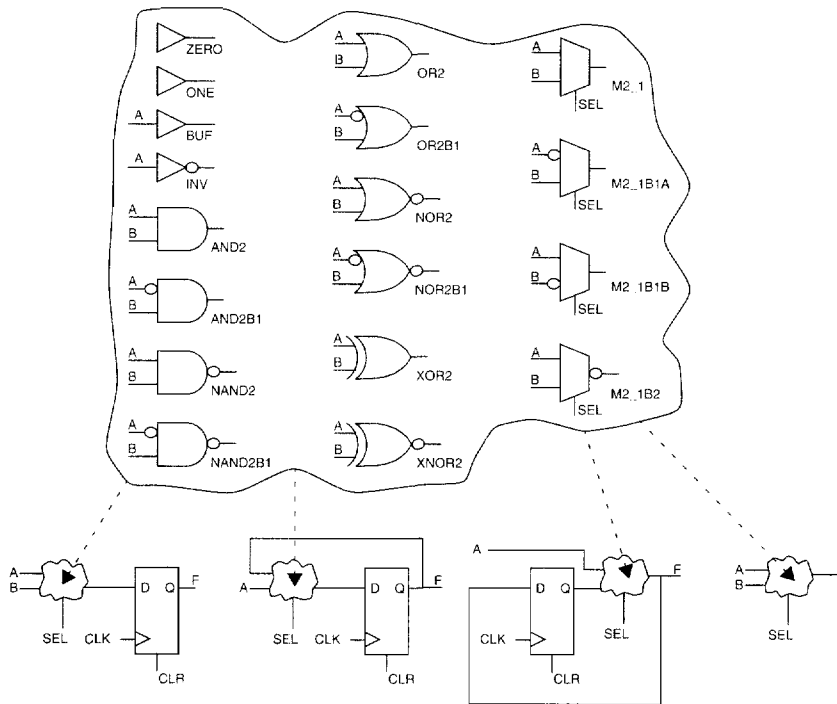 ZERO
ONE
A
BUF
A
INV
A
B
AND2
A
B
AND2B1
A
B
NAND2
A
B
NAND2B1
A
B
OR2
A
B
OR2B1
A
B
NOR2
A
B
NOR2B1
A
B
XOR2
A
B
XNOR2
A
B
M2_1
SEL
A
B
M2_1B1A
SEL
A
B
M2_1B1B
SEL
A
B
M2_1B2
SEL
A
B
SEL
D Q
F
CLK
CLR
A
SEL
D Q
F
CLK
CLR
A
D Q
F
CLK
SEL
CLR
A
B
SEL